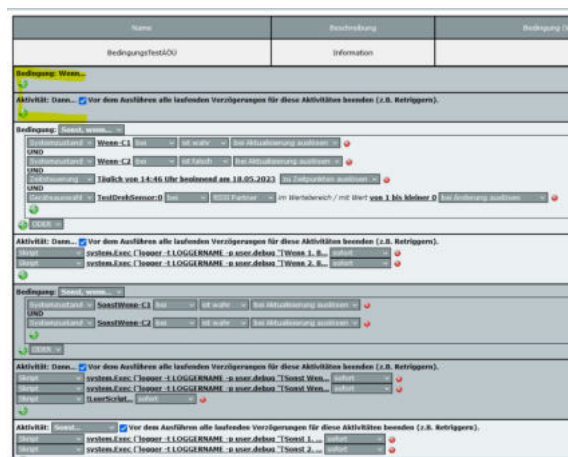 Name Beschreibung Bedingung (
BedingungsTestÄÖÜ Information
Bedingung: Wenn...
Aktivität: Dann... Vor dem Ausführen alle laufenden Verzögerungen für diese Aktivitäten beenden (z.B. Retriggern).
Bedingung: Sonst, wenn...
Systemzustand Wenn-C1 bei ist wahr bei Aktualisierung auslösen
UND
Systemzustand Wenn-C2 bei ist falsch bei Aktualisierung auslösen
UND
Zeitsteuerung Täglich von 14:46 Uhr beginnend am 18.05.2023 zu Zeitpunkten auslösen
UND
Geräteauswahl TestDrehSensor:0 bei RSSI Partner im Wertebereich / mit Wert von 1 bis kleiner 0 bei Änderung auslösen
ODER
Aktivität: Dann... Vor dem Ausführen alle laufenden Verzögerungen für diese Aktivitäten beenden (z.B. Retriggern).
Skript system.Exec ("logger -t LOGGERNAME -p user.debug "[Wenn 1. B... sofort
Skript system.Exec ("logger -t LOGGERNAME -p user.debug "[Wenn 2. B... sofort
Bedingung: Sonst, wenn...
Systemzustand SonstWenn-C1 bei ist wahr bei Aktualisierung auslösen
UND
Systemzustand SonstWenn-C2 bei ist wahr bei Aktualisierung auslösen
ODER
Aktivität: Dann... Vor dem Ausführen alle laufenden Verzögerungen für diese Aktivitäten beenden (z.B. Retriggern).
Skript system.Exec ("logger -t LOGGERNAME -p user.debug "[Sonst Wen... sofort
Skript system.Exec ("logger -t LOGGERNAME -p user.debug "[Sonst Wen... sofort
Skript !LeerScript... sofort
Aktivität: Sonst... Vor dem Ausführen alle laufenden Verzögerungen für diese Aktivitäten beenden (z.B. Retriggern).
Skript system.Exec ("logger -t LOGGERNAME -p user.debug "[Sonst 1. ... sofort
Skript system.Exec ("logger -t LOGGERNAME -p user.debug "[Sonst 2. ... sofort